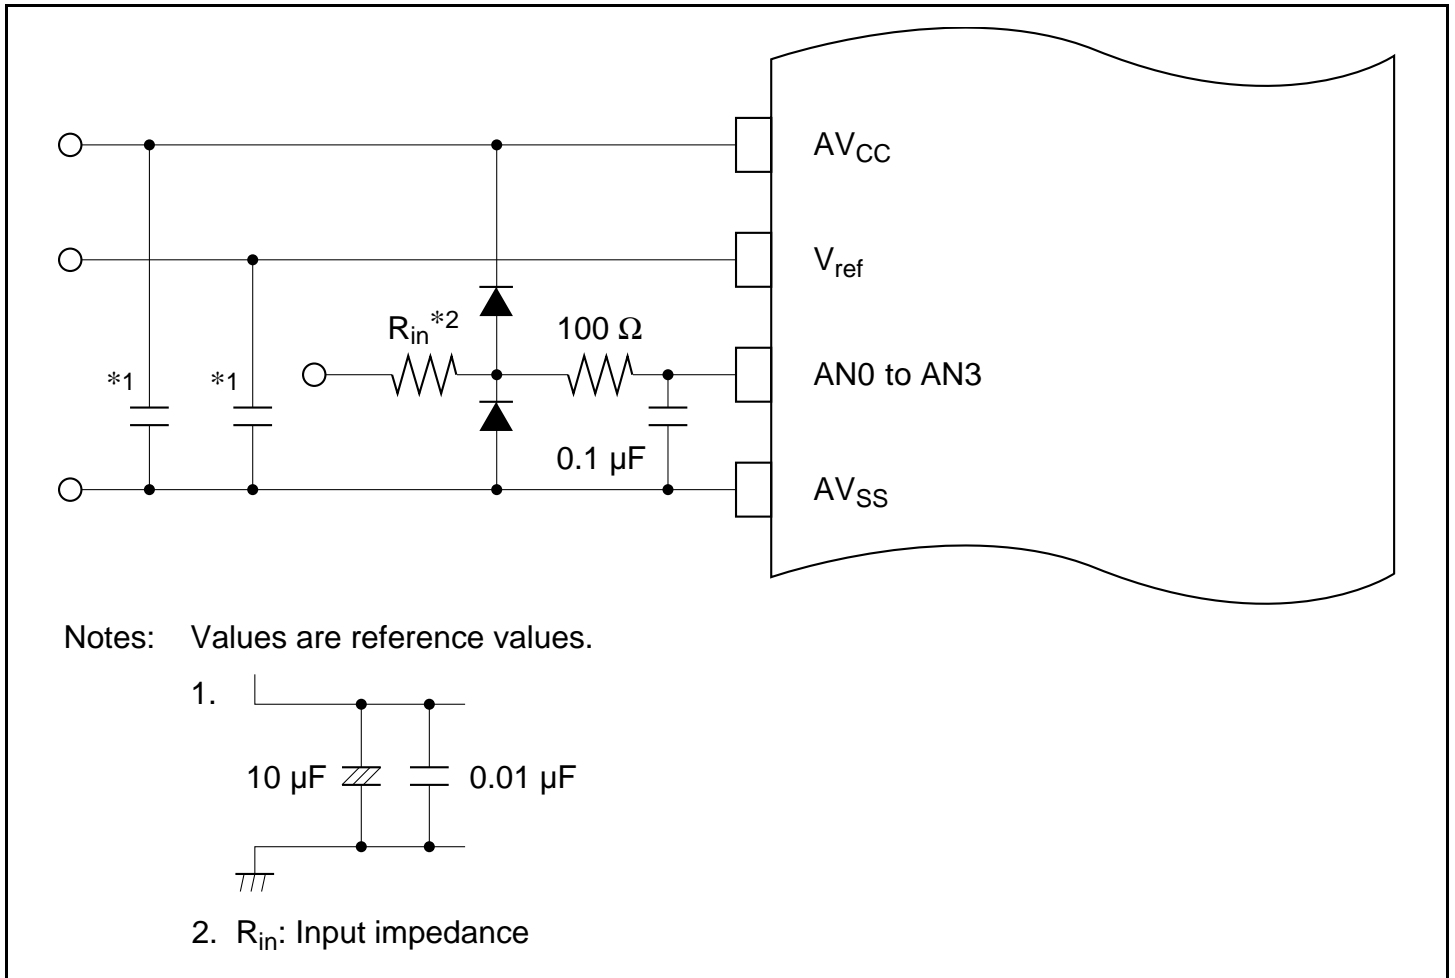 AVCC
Vref
Rin*2
100 Ω
*1
*1
AN0 to AN3
0.1 µF
AVSS
Notes: Values are reference values.
1.
10 µF
0.01 µF
2. Rin: Input impedance